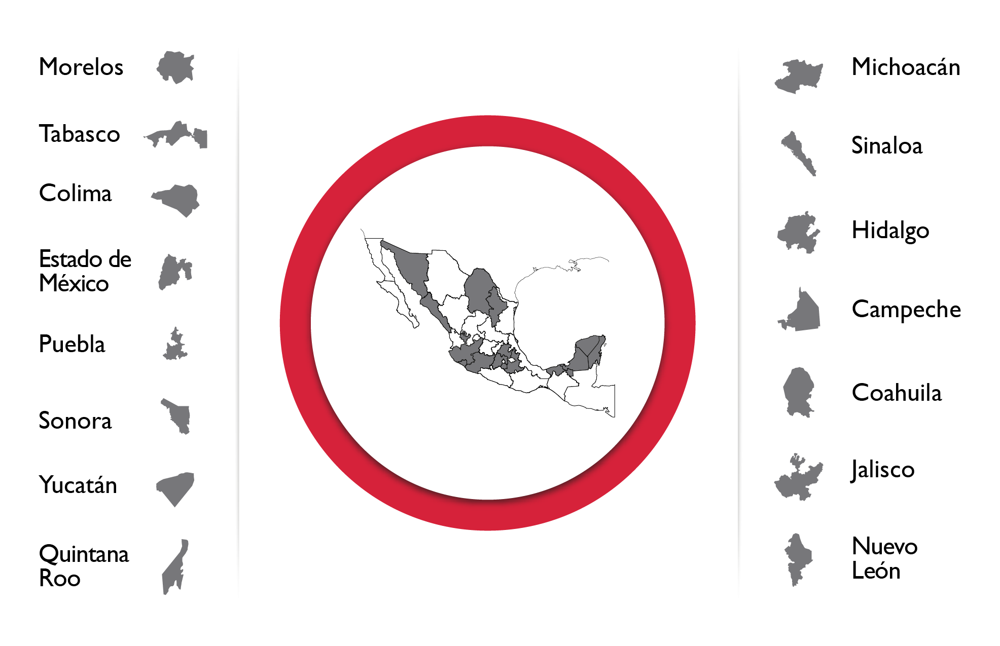 Morelos
Tabasco
Colima
Estado de
México
Puebla
Sonora
Yucatán
Quintana
Roo
Michoacán
Sinaloa
Hidalgo
Campeche
Coahuila
Jalisco
Nuevo
León